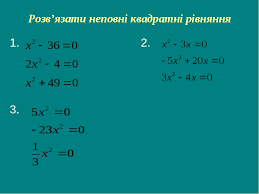 Розв’язати неповні квадратні рівняння
1. x² − 36 = 0
2x² − 4 = 0
x² + 49 = 0
2. x² − 3x = 0
- 5x² + 20x = 0
3x² − 4x = 0
3. 5x² = 0
− 23x² = 0
1/3 x² = 0